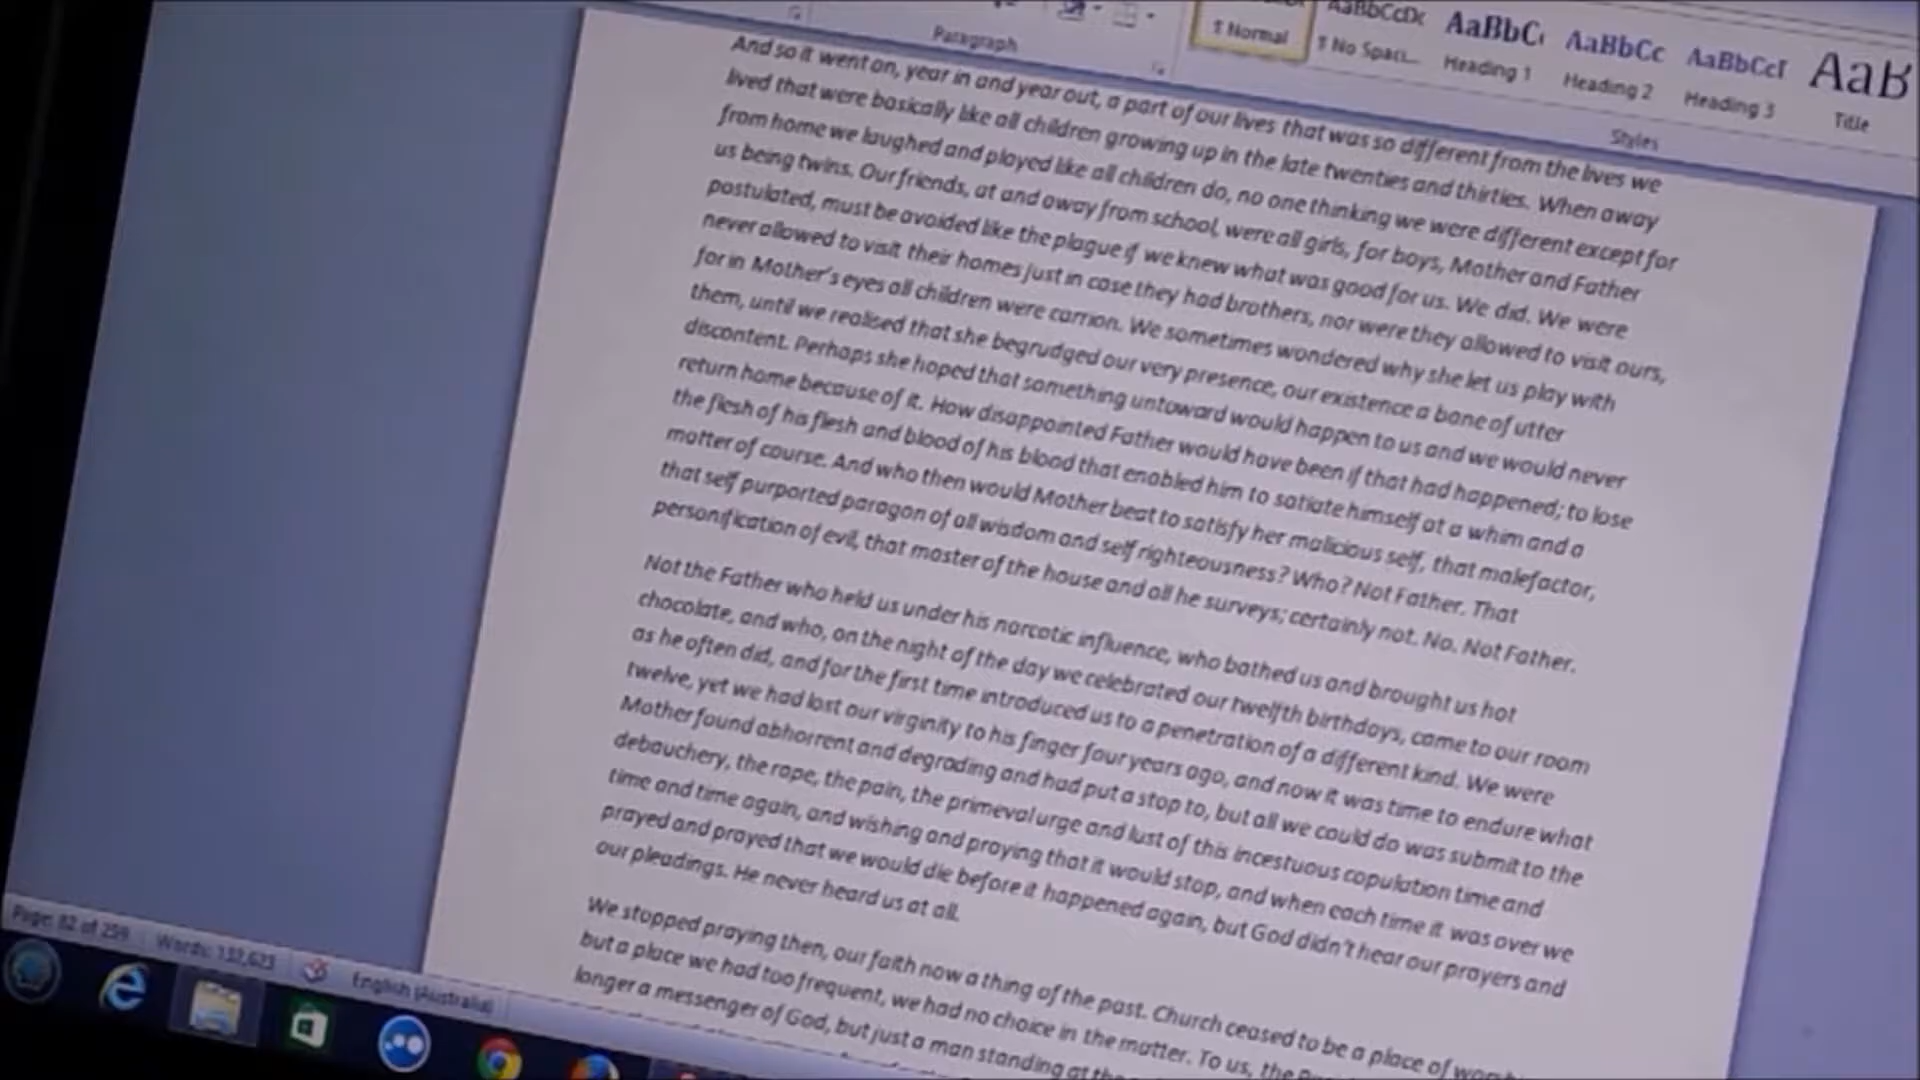 Paragraph
¶ Normal
¶ No Spaci...
Heading 1
Heading 2
Heading 3
Title
Styles
And so it went on, year in and year out, a part of our lives that was so different from the lives we
lived that were basically like all children growing up in the late twenties and thirties. When away
from home we laughed and played like all children do, no one thinking we were different except for
us being twins. Our friends, at and away from school, were all girls, for boys, Mother and Father
postulated, must be avoided like the plague if we knew what was good for us. We did. We were
never allowed to visit their homes just in case they had brothers, nor were they allowed to visit ours,
for in Mother's eyes all children were carrion. We sometimes wondered why she let us play with
them, until we realised that she begrudged our very presence, our existence a bane of utter
discontent. Perhaps she hoped that something untoward would happen to us and we would never
return home because of it. How disappointed Father would have been if that had happened; to lose
the flesh of his flesh and blood of his blood that enabled him to satiate himself at a whim and a
matter of course. And who then would Mother beat to satisfy her malicious self, that malefactor,
that self purported paragon of all wisdom and self righteousness? Who? Not Father. That
personification of evil, that master of the house and all he surveys; certainly not. No. Not Father.
Not the Father who held us under his narcotic influence, who bathed us and brought us hot
chocolate, and who, on the night of the day we celebrated our twelfth birthdays, came to our room
as he often did, and for the first time introduced us to a penetration of a different kind. We were
twelve, yet we had lost our virginity to his finger four years ago, and now it was time to endure what
Mother found abhorrent and degrading and had put a stop to, but all we could do was submit to the
debauchery, the rape, the pain, the primeval urge and lust of this incestuous copulation time and
time and time again, and wishing and praying that it would stop, and when each time it was over we
prayed and prayed that we would die before it happened again, but God didn't hear our prayers and
our pleadings. He never heard us at all.
We stopped praying then, our faith now a thing of the past. Church ceased to be a place of
but a place we had too frequent, we had no choice in the matter. To us, the
longer a messenger of God, but just a man standing at the
Page: 82 of 259 Words: 132,623 English (Australia)